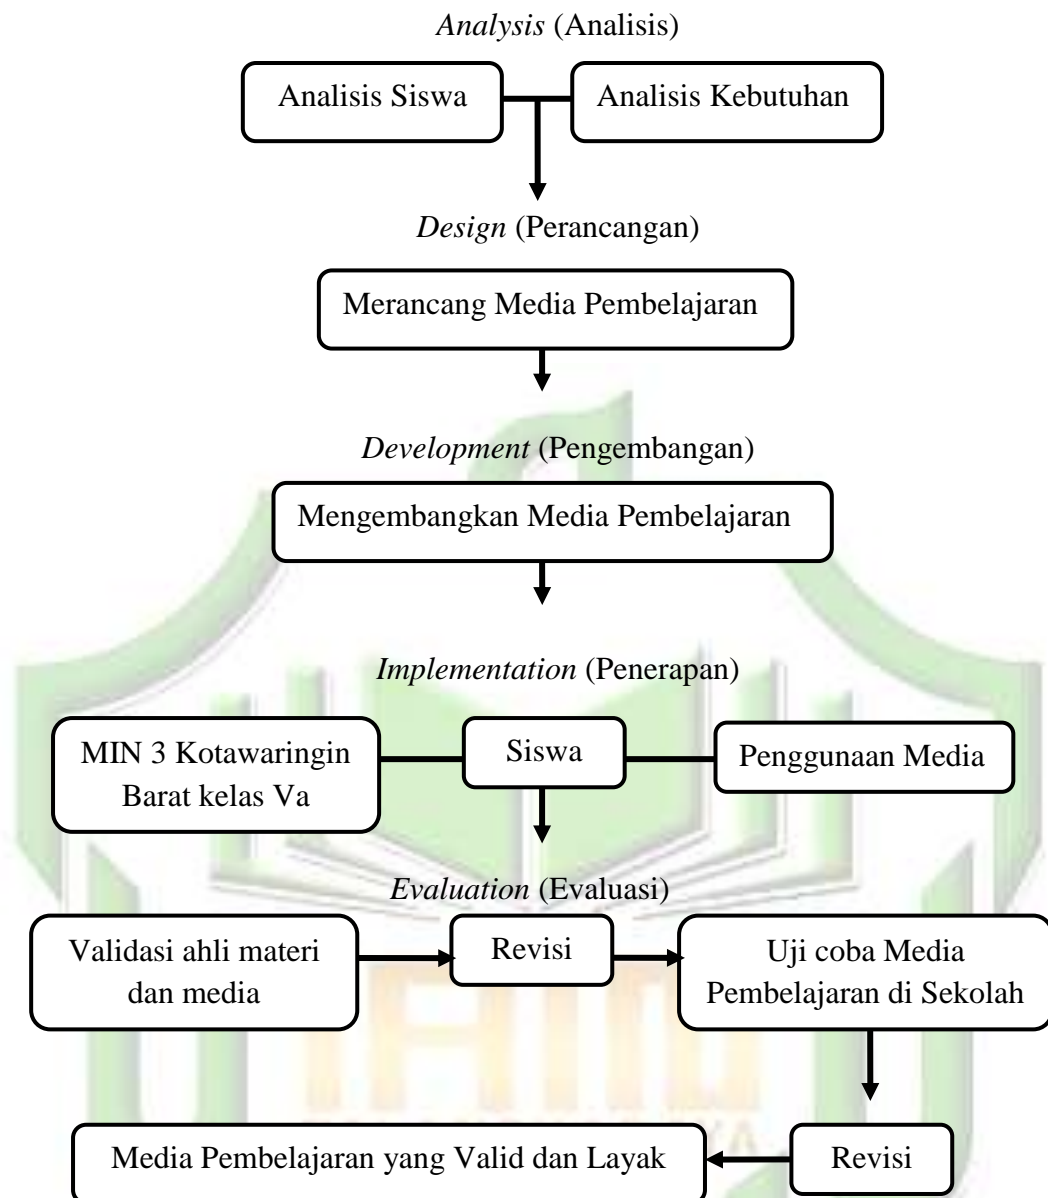 Analysis (Analisis)
Analisis Siswa
Analisis Kebutuhan
Design (Perancangan)
Merancang Media Pembelajaran
Development (Pengembangan)
Mengembangkan Media Pembelajaran
Implementation (Penerapan)
MIN 3 Kotawaringin
Barat kelas Va
Siswa
Penggunaan Media
Evaluation (Evaluasi)
Validasi ahli materi
dan media
Revisi
Uji coba Media
Pembelajaran di Sekolah
Media Pembelajaran yang Valid dan Layak
Revisi